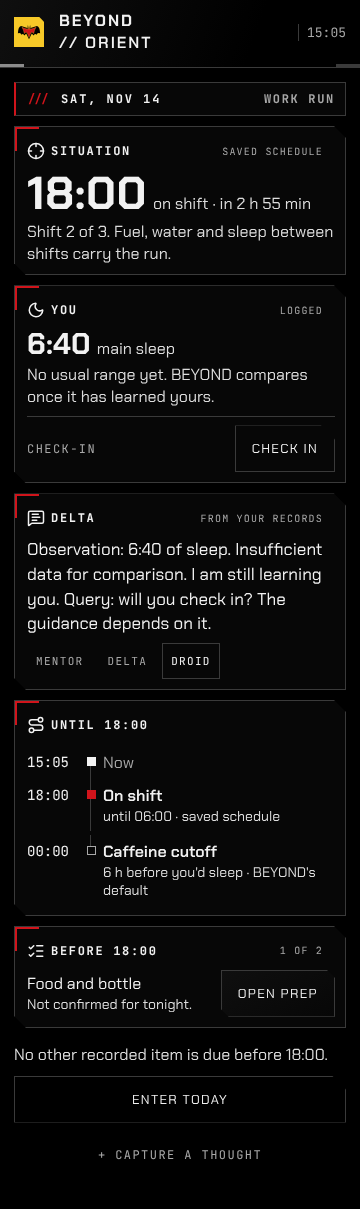 BEYOND
// ORIENT
15:05
/// SAT, NOV 14
WORK RUN
SITUATION
SAVED SCHEDULE
18:00 on shift · in 2 h 55 min
Shift 2 of 3. Fuel, water and sleep between
shifts carry the run.
YOU
LOGGED
6:40 main sleep
No usual range yet. BEYOND compares
once it has learned yours.
CHECK-IN
CHECK IN
DELTA
FROM YOUR RECORDS
Observation: 6:40 of sleep. Insufficient
data for comparison. I am still learning
you. Query: will you check in? The
guidance depends on it.
MENTOR
DELTA
DROID
UNTIL 18:00
15:05 Now
18:00 On shift
until 06:00 · saved schedule
00:00 Caffeine cutoff
6 h before you'd sleep · BEYOND's
default
BEFORE 18:00
1 OF 2
Food and bottle
Not confirmed for tonight.
OPEN PREP
No other recorded item is due before 18:00.
ENTER TODAY
+ CAPTURE A THOUGHT